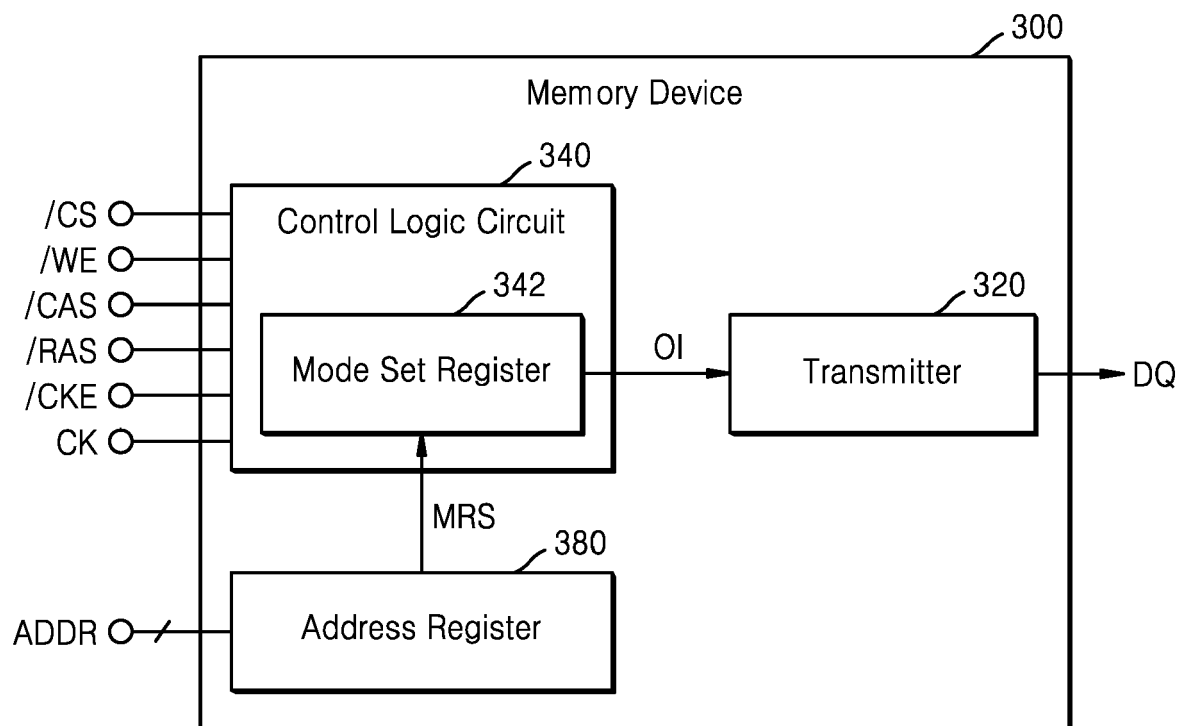 300
Memory Device
340
/CS
Control Logic Circuit
/WE
342
320
/CAS
/RAS
Mode Set Register
OI
Transmitter
DQ
/CKE
CK
MRS
380
ADDR
Address Register